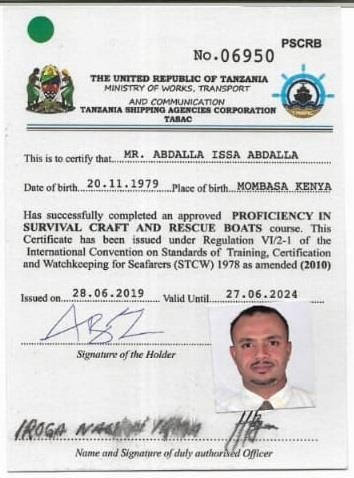 PSCRB
No.06950
THE UNITED REPUBLIC OF TANZANIA
MINISTRY OF WORKS, TRANSPORT
AND COMMUNICATION
TANZANIA SHIPPING AGENCIES CORPORATION
TASAC
This is to certify that MR. ABDALLA ISSA ABDALLA
Date of birth 20.11.1979 Place of birth MOMBASA KENYA
Has successfully completed an approved PROFICIENCY IN
SURVIVAL CRAFT AND RESCUE BOATS course. This
Certificate has been issued under Regulation VI/2-1 of the
International Convention on Standards of Training, Certification
and Watchkeeping for Seafarers (STCW) 1978 as amended (2010)
Issued on 28.06.2019 Valid Until 27.06.2024
Signature of the Holder
IROGA
Name and Signature of duly authorised Officer